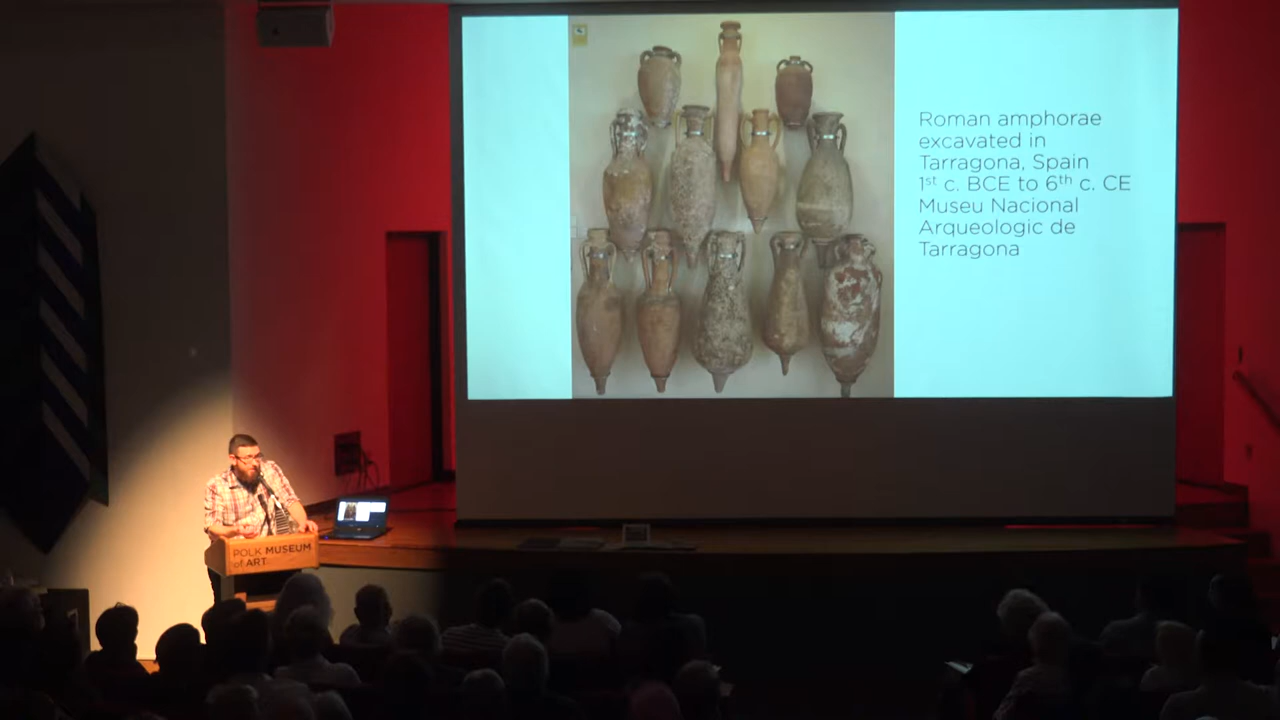 Roman amphorae
excavated in
Tarragona, Spain
1st c. BCE to 6th c. CE
Museu Nacional
Arqueologic de
Tarragona
POLK MUSEUM
of ART